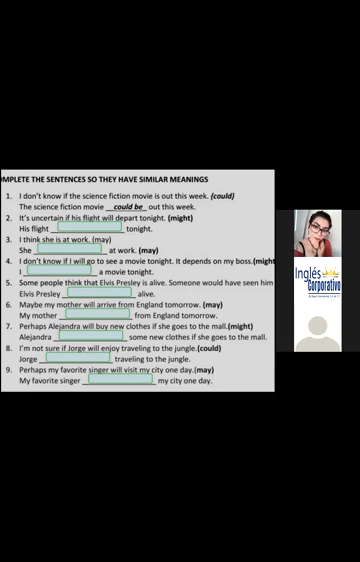 OMPLETE THE SENTENCES SO THEY HAVE SIMILAR MEANINGS
1. I don't know if the science fiction movie is out this week. (could)
The science fiction movie __could be_ out this week.
2. It's uncertain if his flight will depart tonight. (might)
His flight tonight.
3. I think she is at work. (may)
She at work. (may)
4. I don't know if I will go to see a movie tonight. It depends on my boss.(might
I a movie tonight.
5. Some people think that Elvis Presley is alive. Someone would have seen him
Elvis Presley alive.
6. Maybe my mother will arrive from England tomorrow. (may)
My mother from England tomorrow.
7. Perhaps Alejandra will buy new clothes if she goes to the mall.(might)
Alejandra some new clothes if she goes to the mall.
8. I'm not sure if Jorge will enjoy traveling to the jungle.(could)
Jorge traveling to the jungle.
9. Perhaps my favorite singer will visit my city one day.(may)
My favorite singer my city one day.
Inglés
Corporativo